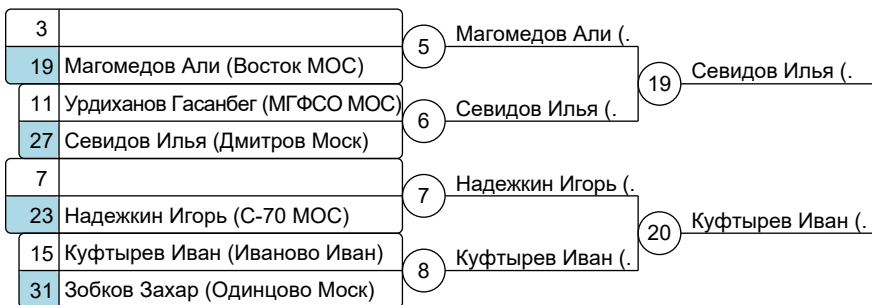 3
19 Магомедов Али (Восток МОС)
11 Урдиханов Гасанбег (МГФСО МОС)
27 Севидов Илья (Дмитров Моск)
7
23 Надежкин Игорь (С-70 МОС)
15 Куфтырев Иван (Иваново Иван)
31 Зобков Захар (Одинцово Моск)
5 Магомедов Али (.
6 Севидов Илья (.
7 Надежкин Игорь (.
8 Куфтырев Иван (.
19 Севидов Илья (.
20 Куфтырев Иван (.